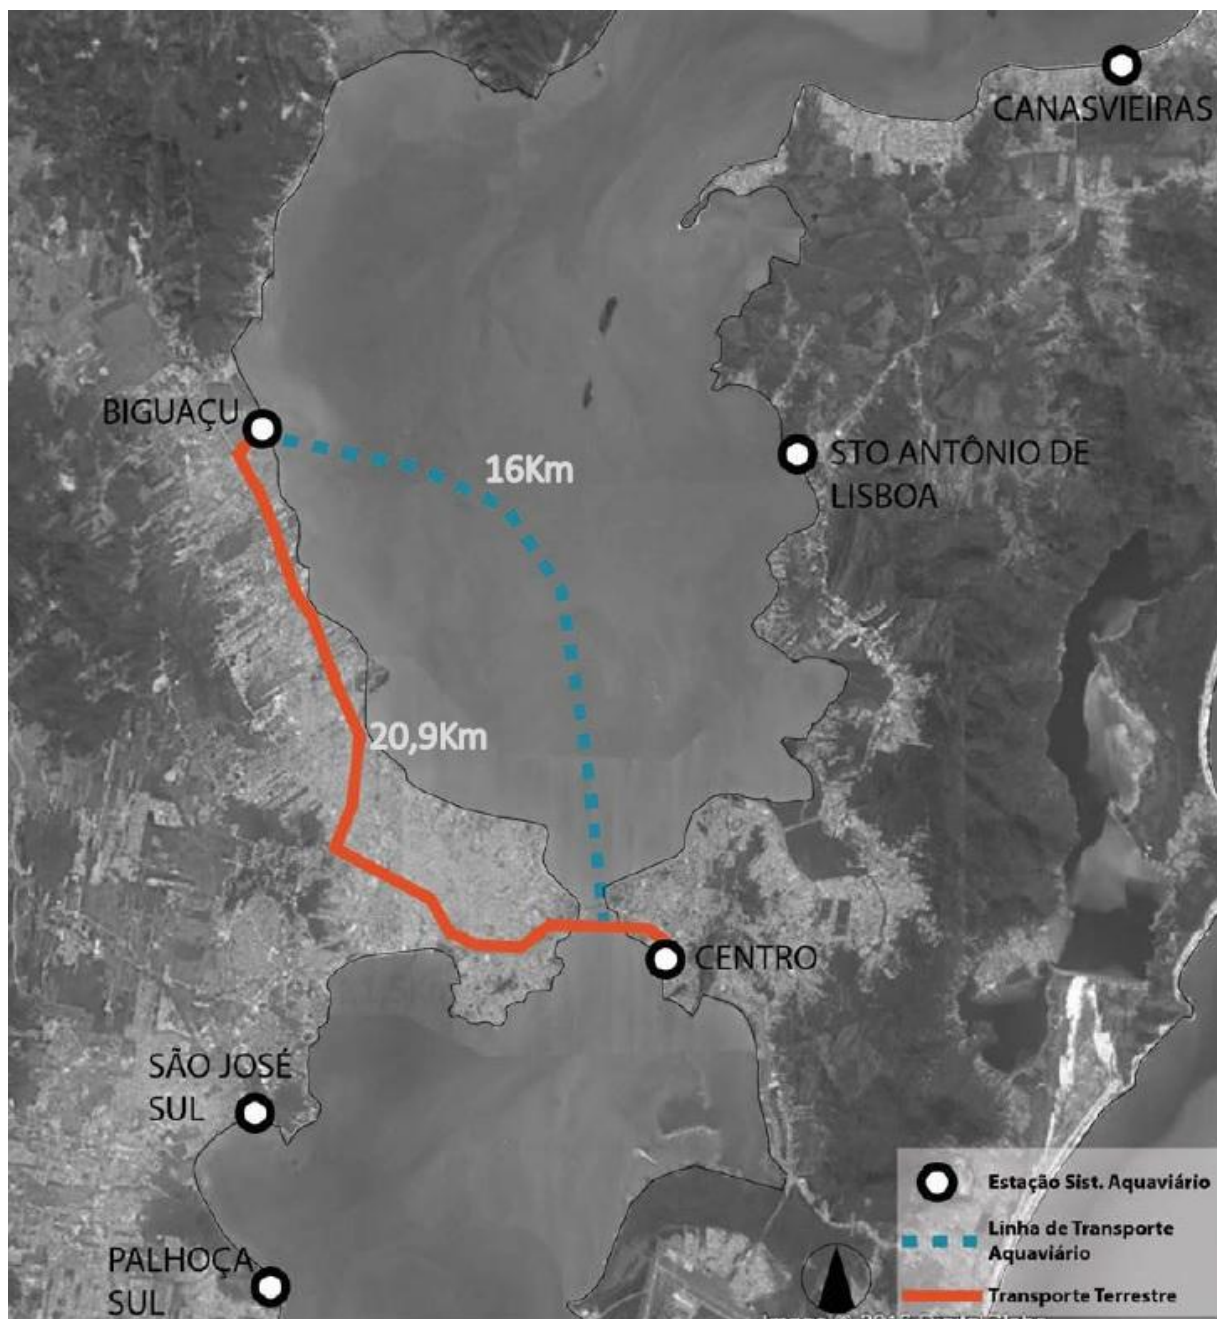 CANASVIEIRAS
BIGUAÇU
16Km
STO ANTÔNIO DE
LISBOA
20,9Km
CENTRO
SÃO JOSÉ
SUL
PALHOÇA
SUL
Estação Sist. Aquaviário
Linha de Transporte
Aquaviário
Transporte Terrestre